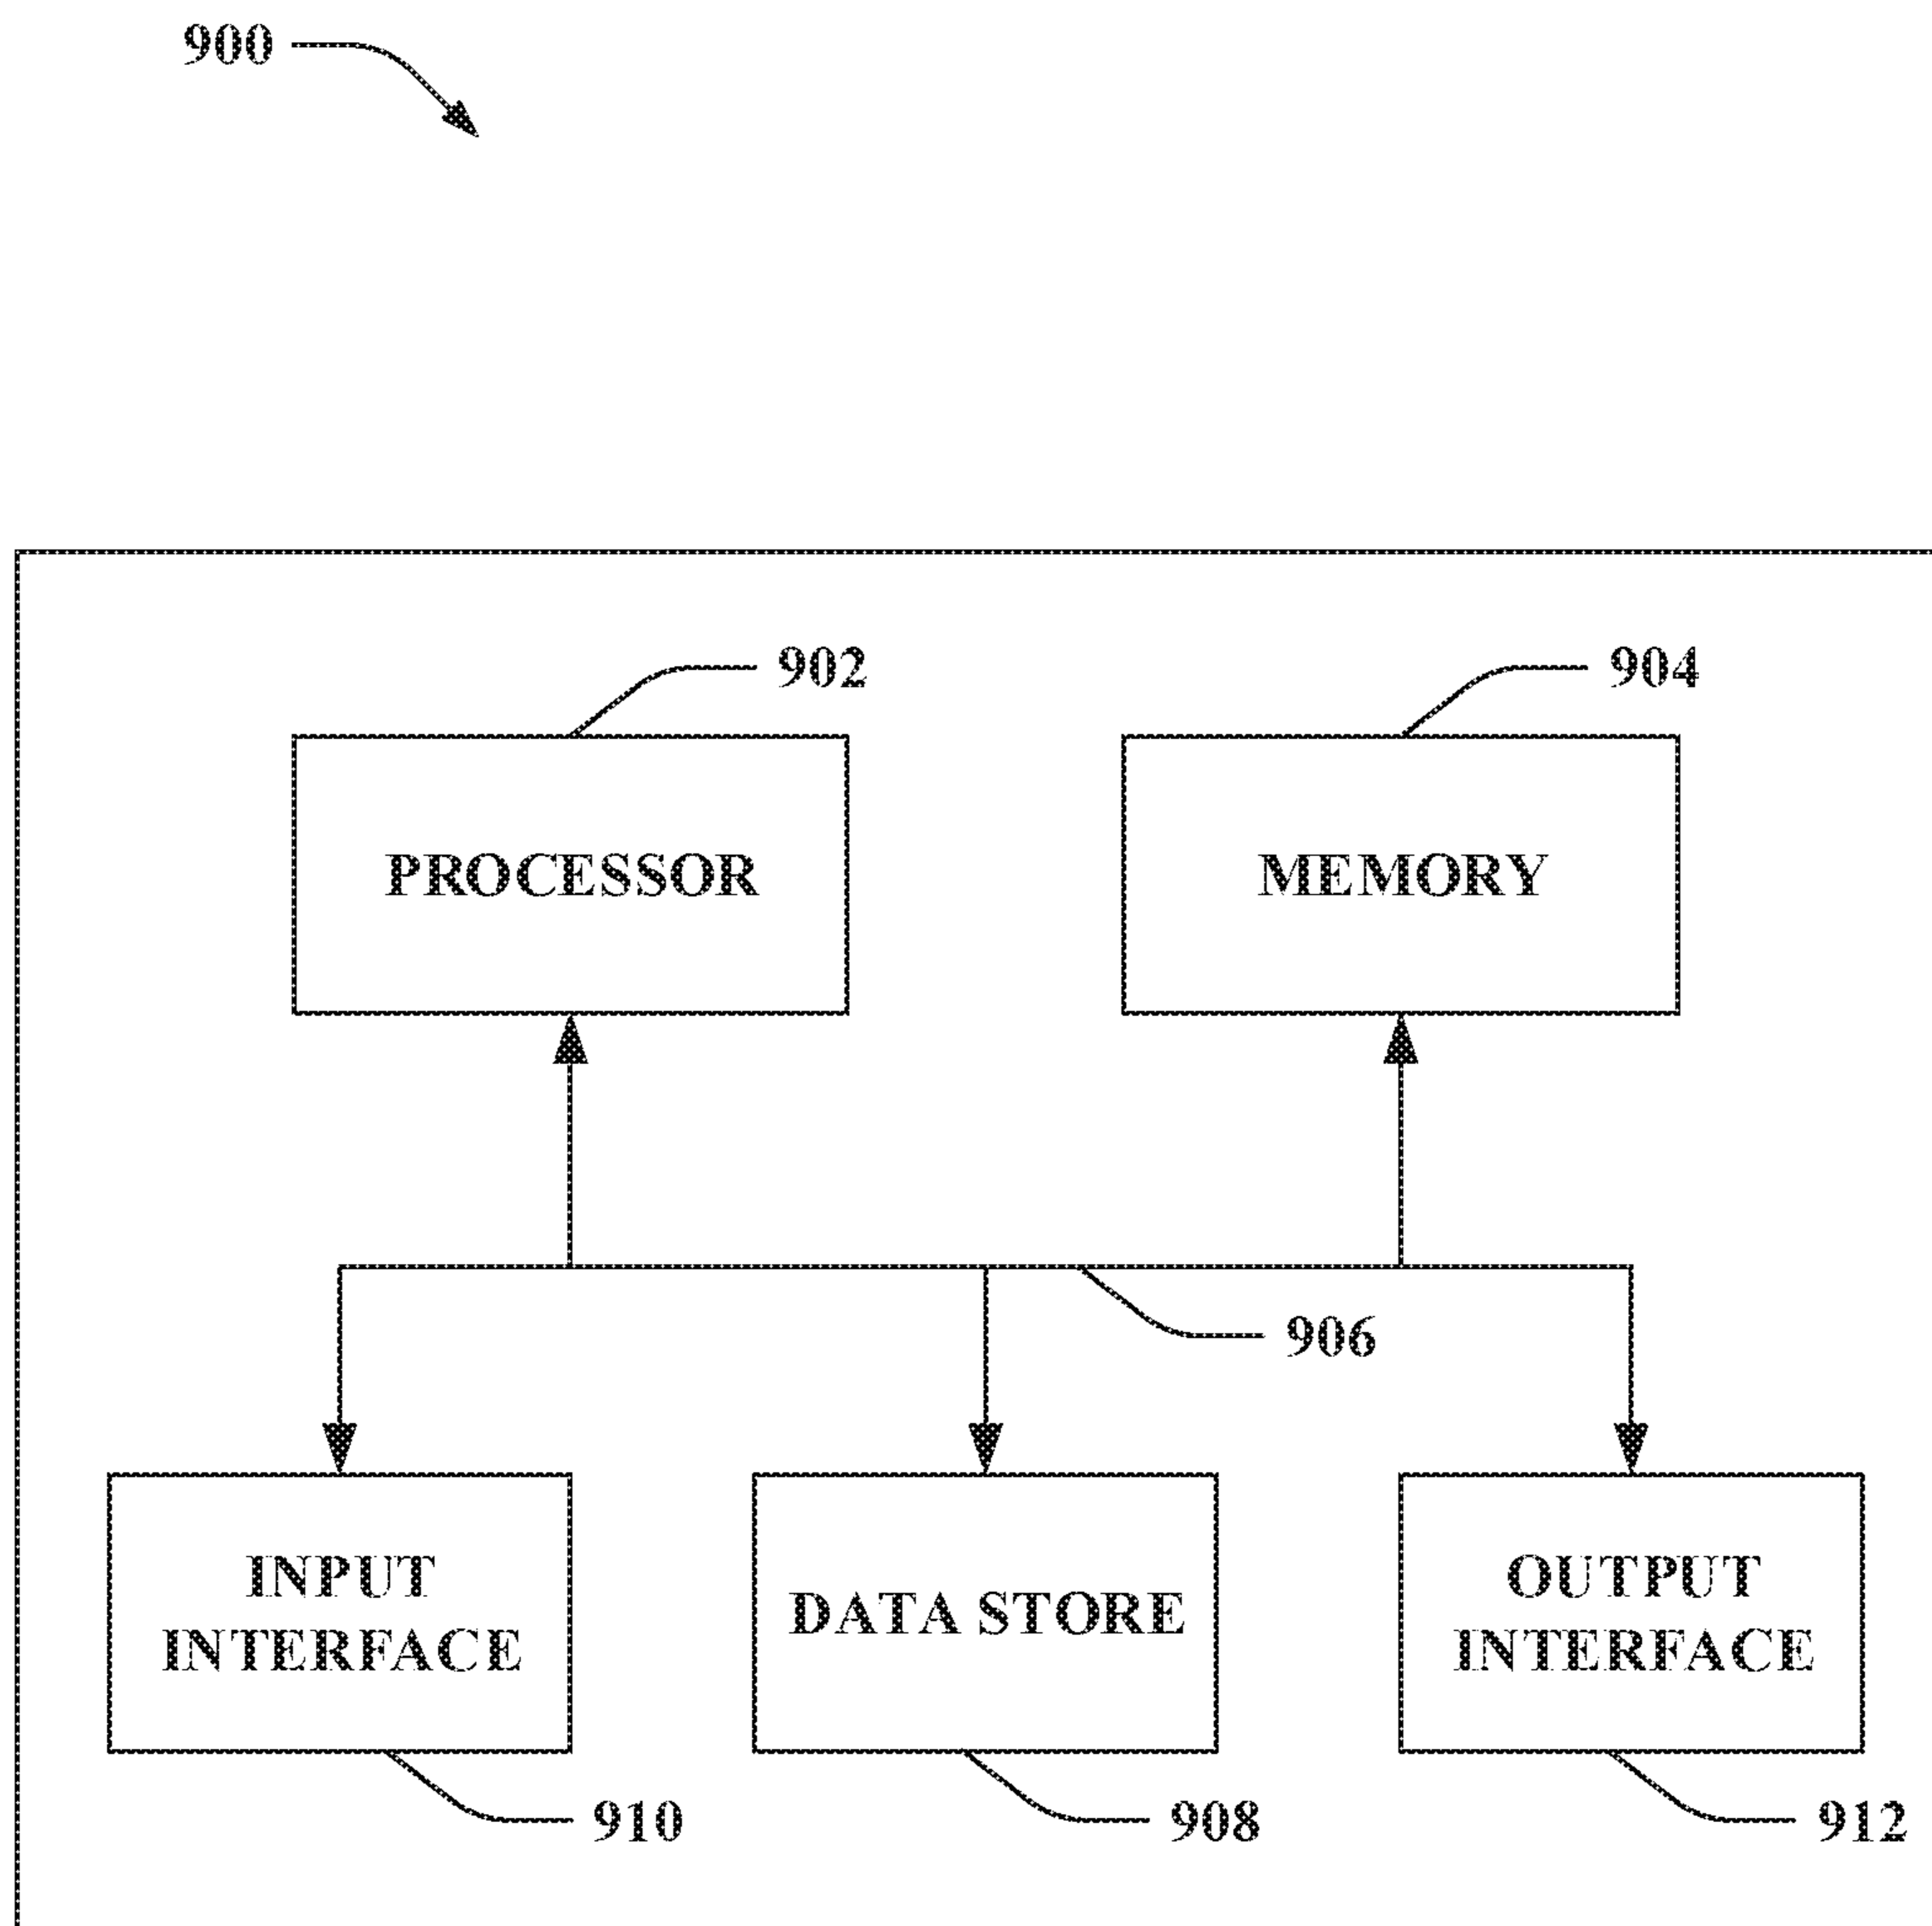 900
902
904
PROCESSOR
MEMORY
906
INPUT
INTERFACE
DATA STORE
OUTPUT
INTERFACE
910
908
912